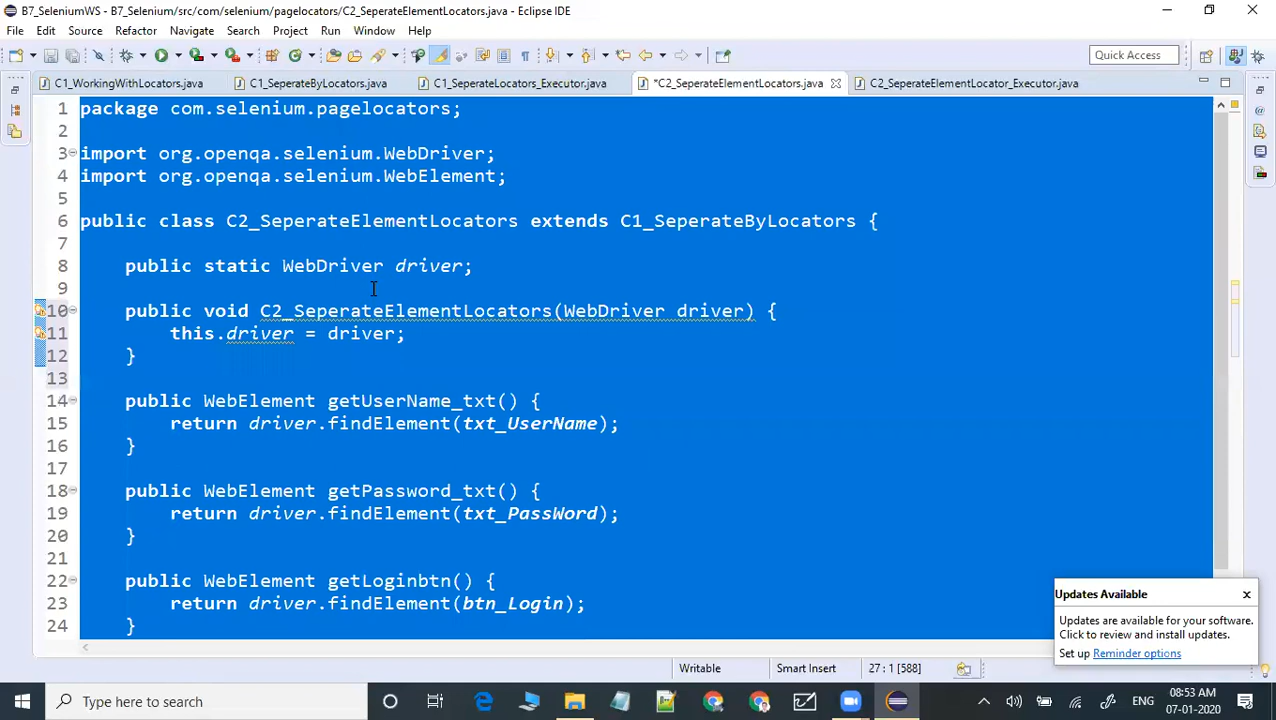 B7_SeleniumWS - B7_Selenium/src/com/selenium/pagelocators/C2_SeperateElementLocators.java - Eclipse IDE
File Edit Source Refactor Navigate Search Project Run Window Help
Quick Access
C1_WorkingWithLocators.java C1_SeperateByLocators.java C1_SeperateLocators_Executor.java *C2_SeperateElementLocators.java C2_SeperateElementLocator_Executor.java
1 package com.selenium.pagelocators;
2
3 import org.openqa.selenium.WebDriver;
4 import org.openqa.selenium.WebElement;
5
6 public class C2_SeperateElementLocators extends C1_SeperateByLocators {
7
8 public static WebDriver driver;
9
10 public void C2_SeperateElementLocators(WebDriver driver) {
11 this.driver = driver;
12 }
13
14 public WebElement getUserName_txt() {
15 return driver.findElement(txt_UserName);
16 }
17
18 public WebElement getPassword_txt() {
19 return driver.findElement(txt_PassWord);
20 }
21
22 public WebElement getLoginbtn() {
23 return driver.findElement(btn_Login);
24 }
Updates Available
Updates are available for your software.
Click to review and install updates.
Set up Reminder options
Writable Smart Insert 27 : 1 [588]
Type here to search
ENG
08:53 AM
07-01-2020